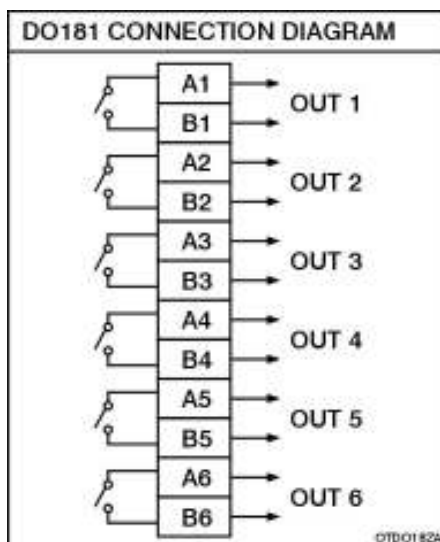 DO181 CONNECTION DIAGRAM
A1
OUT 1
B1
A2
OUT 2
B2
A3
OUT 3
B3
A4
OUT 4
B4
A5
OUT 5
B5
A6
OUT 6
B6